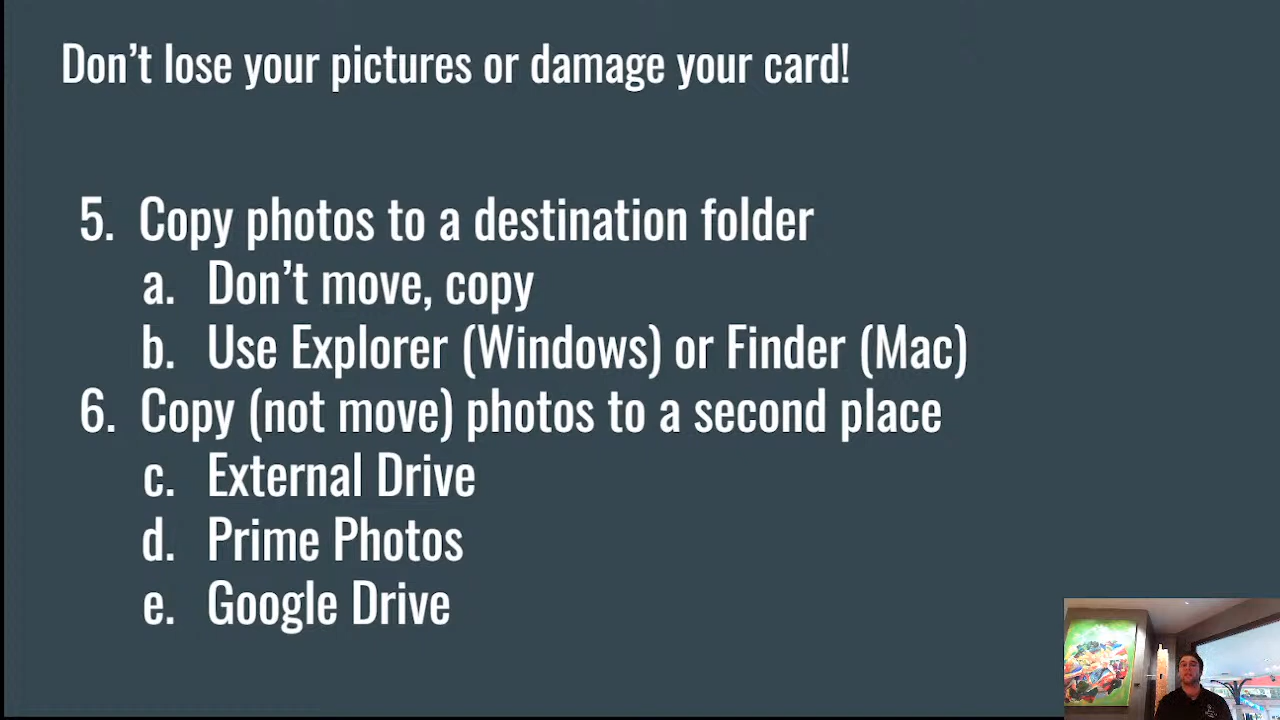 Don't lose your pictures or damage your card!
5. Copy photos to a destination folder
a. Don't move, copy
b. Use Explorer (Windows) or Finder (Mac)
6. Copy (not move) photos to a second place
c. External Drive
d. Prime Photos
e. Google Drive